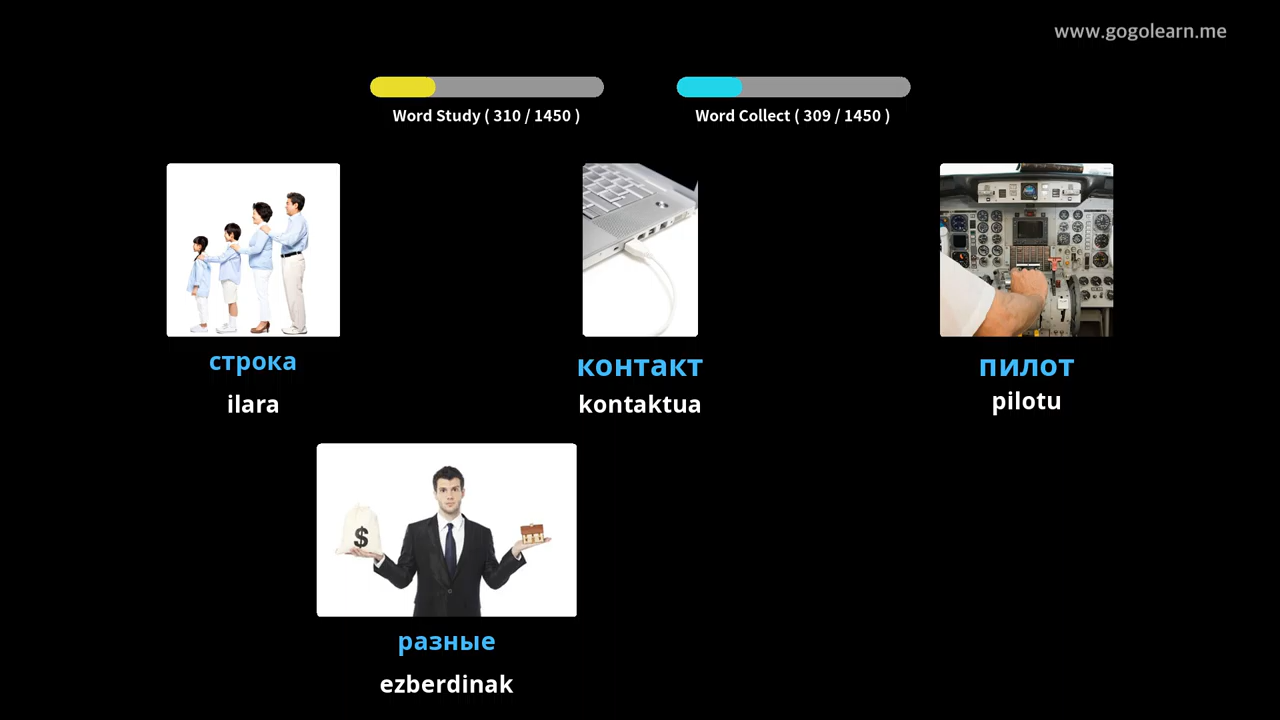 www.gogolearn.me
Word Study ( 310 / 1450 )
Word Collect ( 309 / 1450 )
строка
контакт
пилот
ilara
kontaktua
pilotu
$
разные
ezberdinak